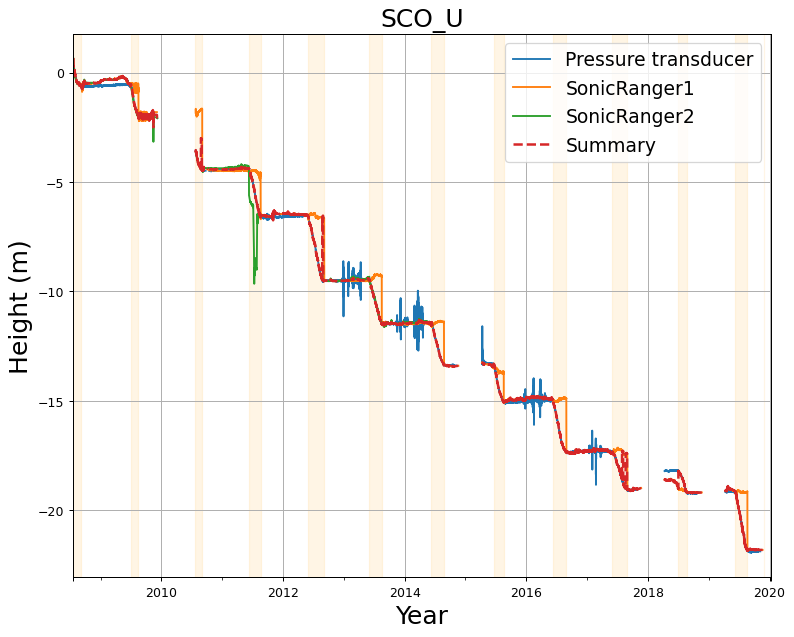 SCO_U
Pressure transducer
SonicRanger1
SonicRanger2
Summary
0
−5
−10
−15
−20
Height (m)
2010 2012 2014 2016 2018 2020
Year